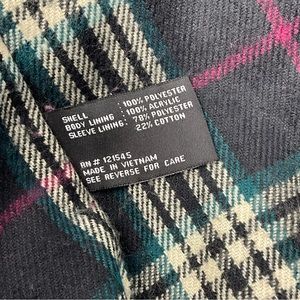 SHELL : 100% POLYESTER
BODY LINING : 100% ACRYLIC
SLEEVE LINING : 78% POLYESTER
22% COTTON
RN # 121545
MADE IN VIETNAM
SEE REVERSE FOR CARE